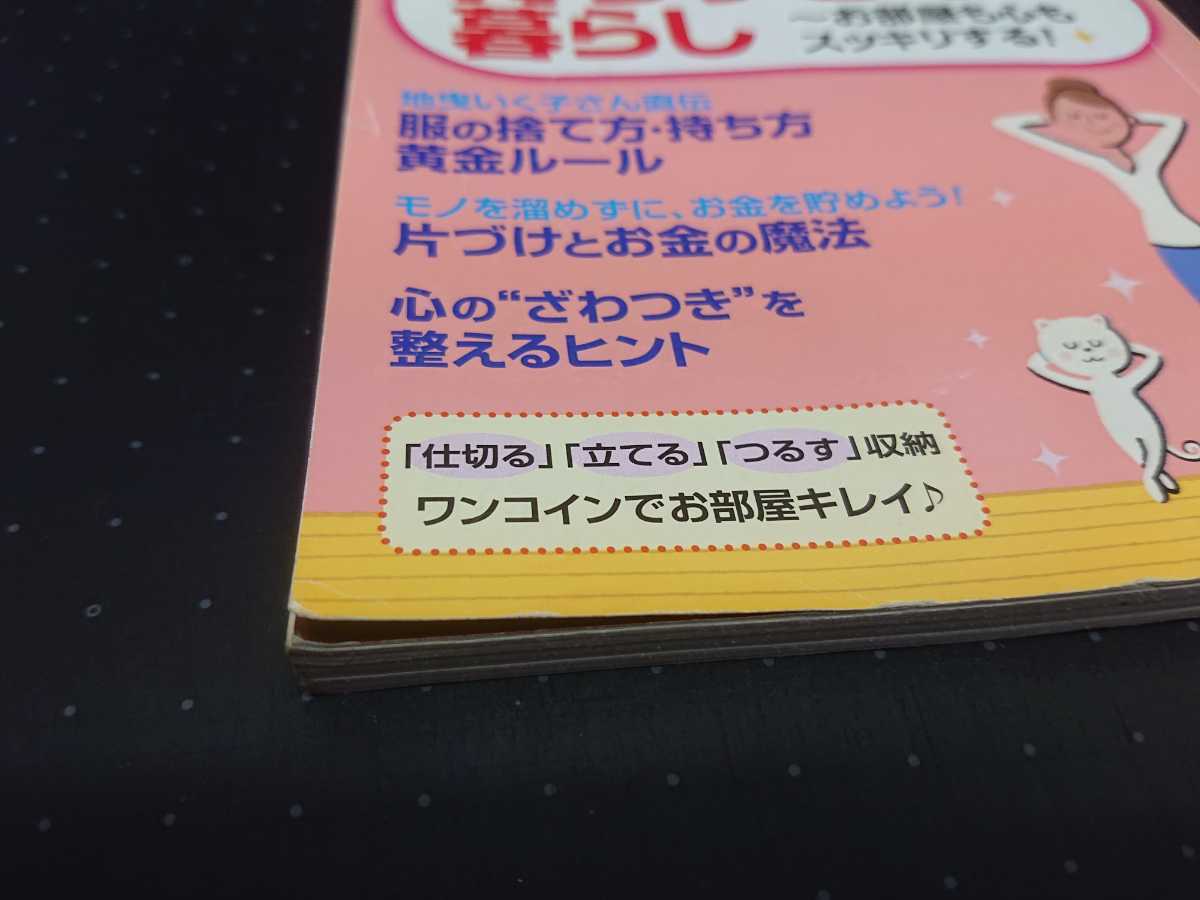 暮らし
～お部屋も心も
スッキリする!
地曳いく子さん直伝
服の捨て方・持ち方
黄金ルール
モノを溜めずに、お金を貯めよう!
片づけとお金の魔法
心の“ざわつき”を
整えるヒント
「仕切る」「立てる」「つるす」収納
ワンコインでお部屋キレイ♪